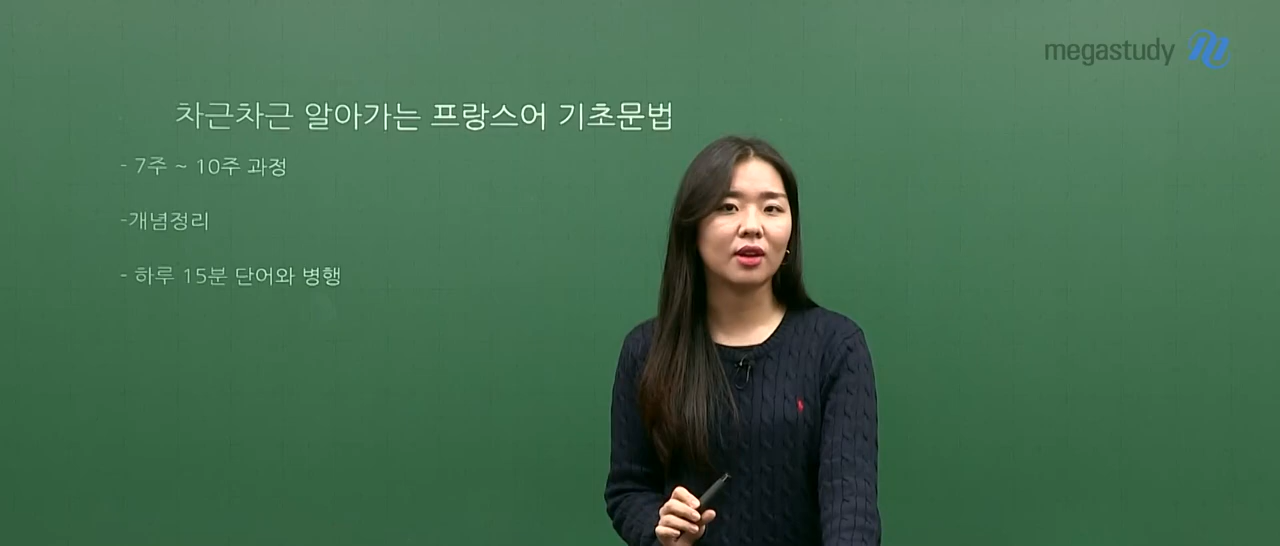 megastudy
차근차근 알아가는 프랑스어 기초문법
- 7주 ~ 10주 과정
-개념정리
- 하루 15분 단어와 병행